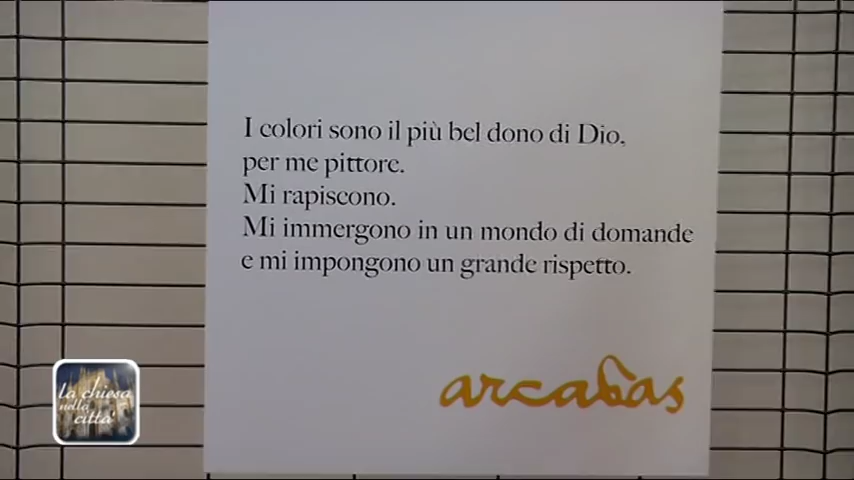 I colori sono il più bel dono di Dio,
per me pittore.
Mi rapiscono.
Mi immergono in un mondo di domande
e mi impongono un grande rispetto.
arcabas
la chiesa
nella
città